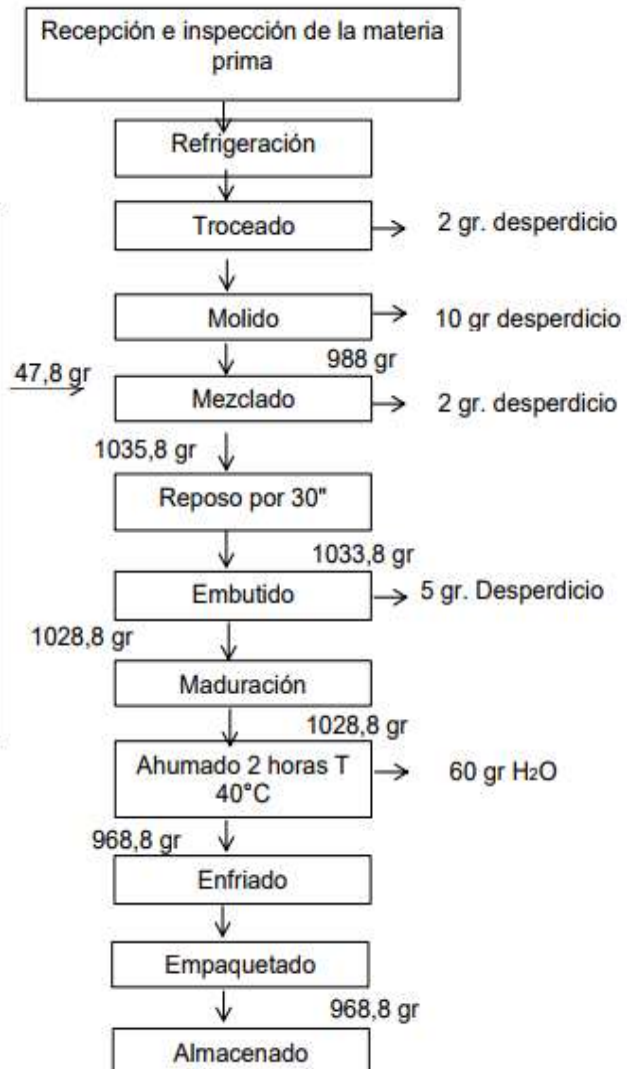 Recepción e inspección de la materia
prima
Refrigeración
Troceado
2 gr. desperdicio
Molido
10 gr desperdicio
988 gr
47,8 gr
Mezclado
2 gr. desperdicio
1035,8 gr
Reposo por 30"
1033,8 gr
Embutido
5 gr. Desperdicio
1028,8 gr
Maduración
1028,8 gr
Ahumado 2 horas T
40°C
60 gr H₂O
968,8 gr
Enfriado
Empaquetado
968,8 gr
Almacenado